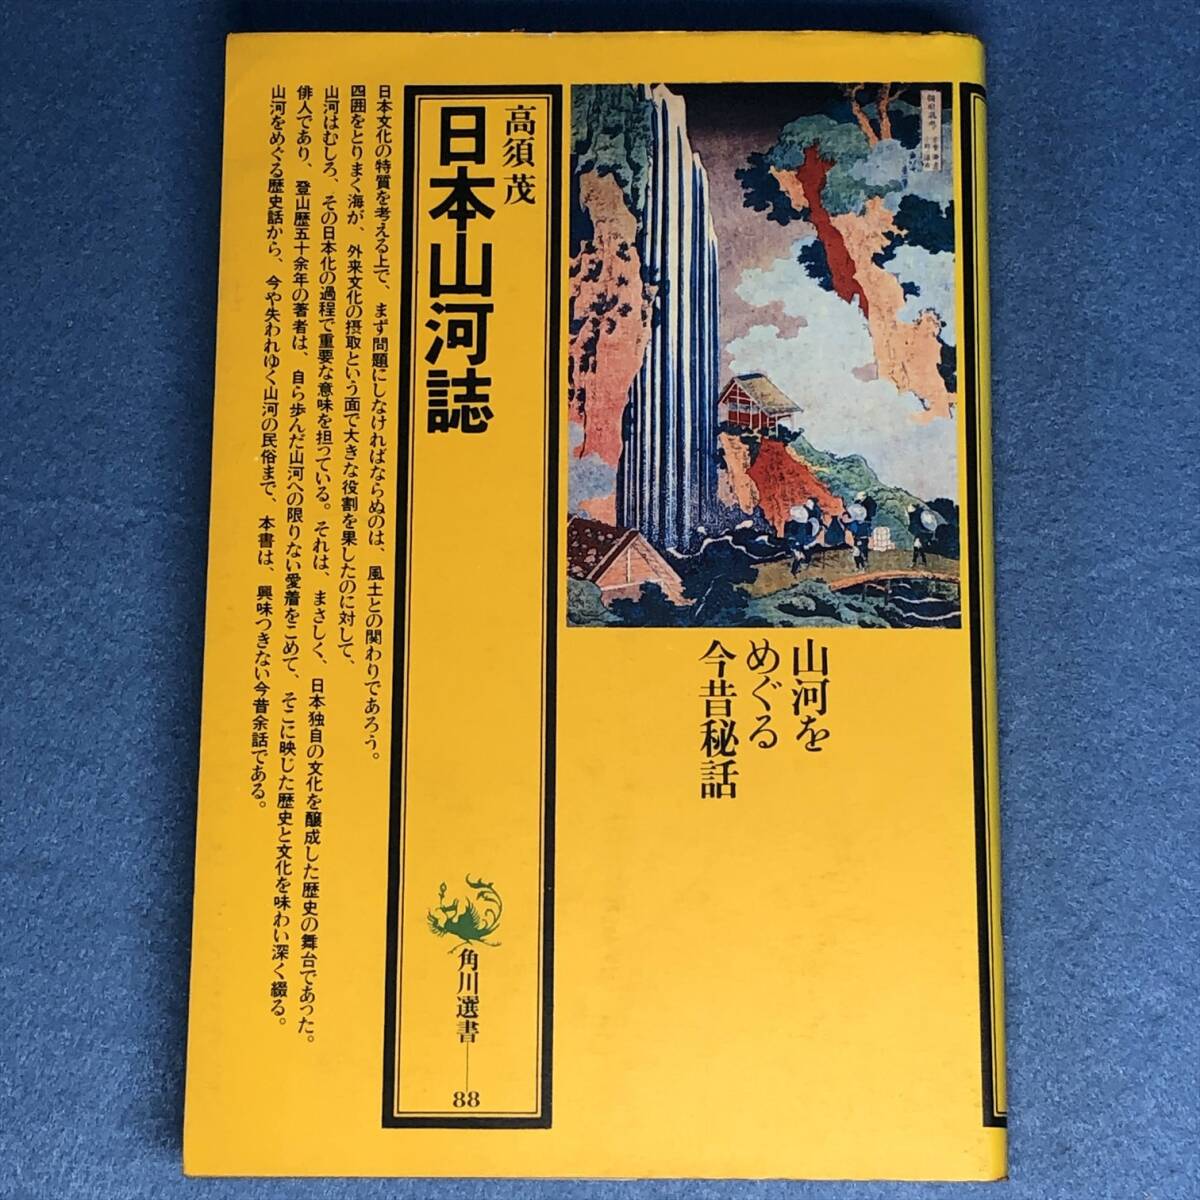 山河を
めぐる
今昔秘話
高須 茂
日本山河誌
角川選書
88
日本文化の特質を考える上で、まず問題にしなければならぬのは、風土との関わりであろう。
四囲をとりまく海が、外来文化の摂取という面で大きな役割を果したのに対して、
山河はむしろ、その日本化の過程で重要な意味を担っている。それは、まさしく、日本独自の文化を醸成した歴史の舞台であった。
俳人であり、登山歴五十余年の著者は、自ら歩んだ山河への限りない愛着をこめて、そこに映じた歴史と文化を味わい深く綴る。
山河をめぐる歴史話から、今や失われゆく山河の民俗まで、本書は、興味つきない今昔余話である。